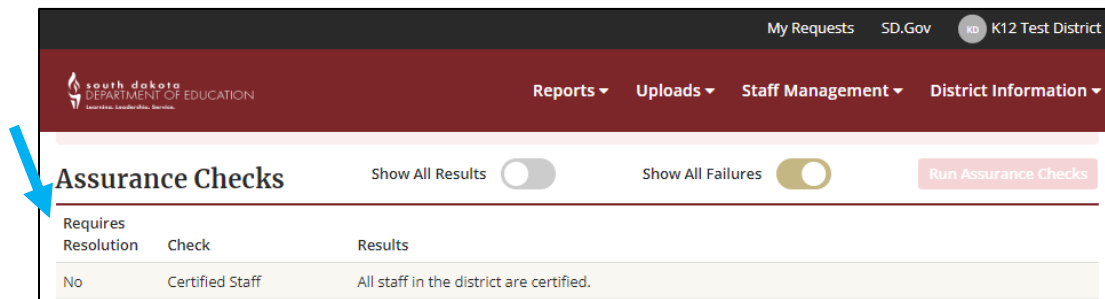 My Requests SD.Gov KD K12 Test District
south dakota
DEPARTMENT OF EDUCATION
Learning. Leadership. Service.
Reports Uploads Staff Management District Information
Assurance Checks Show All Results Show All Failures Run Assurance Checks
Requires
Resolution Check Results
No Certified Staff All staff in the district are certified.